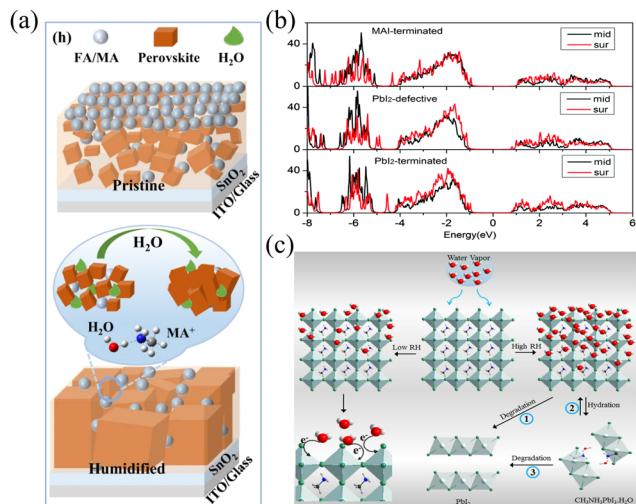 (a)
(h)
FA/MA Perovskite H₂O
Pristine
SnO₂
ITO/Glass
H₂O
H₂O MA⁺
Humidified
SnO₂
ITO/Glass
(b)
MAI-terminated
mid
sur
40
20
0
PbI₂-defective
mid
sur
40
20
0
PbI₂-terminated
mid
sur
40
20
0
-8 -6 -4 -2 0 2 4 6
Energy(eV)
(c)
Water Vapor
Low RH
High RH
Degradation
1
2
Hydration
e⁻
e⁻
Degradation
3
PbI₂
CH₃NH₃PbI₃.H₂O